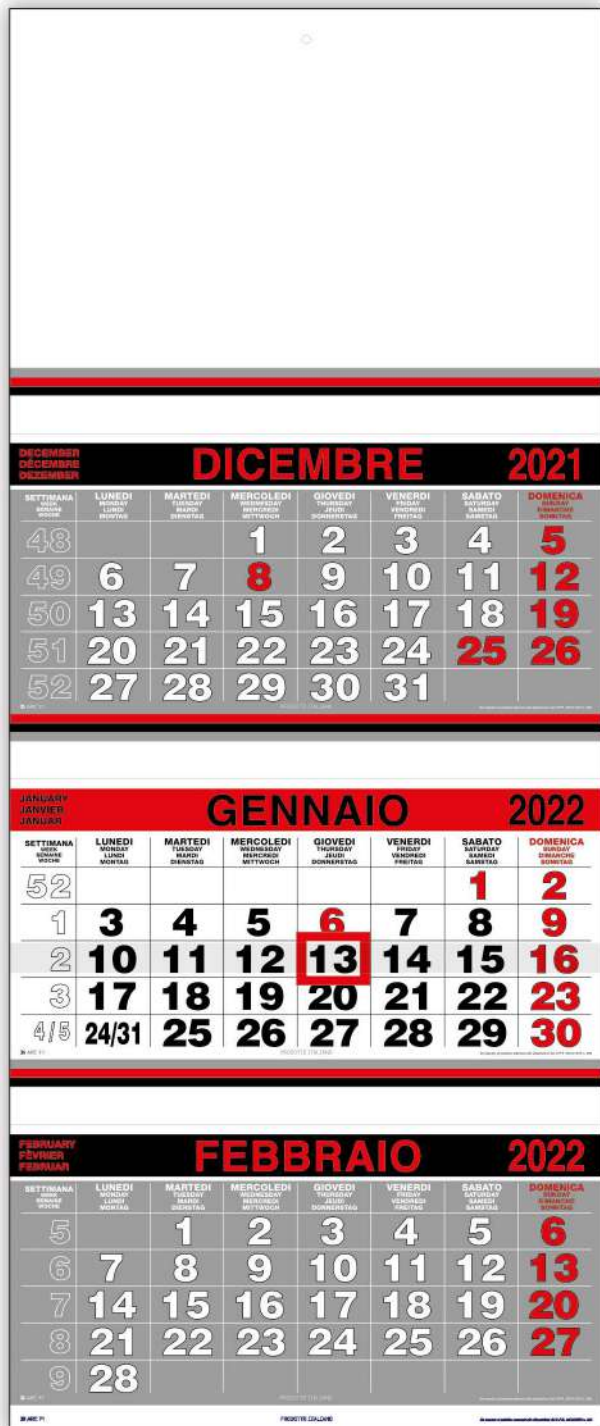 DECEMBER
DÉCEMBRE
DEZEMBER
DICEMBRE 2021
SETTIMANA LUNEDI MARTEDI MERCOLEDI GIOVEDI VENERDI SABATO DOMENICA
WEEK MONDAY TUESDAY WEDNESDAY THURSDAY FRIDAY SATURDAY SUNDAY
SEMAINE LUNDI MARDI MERCREDI JEUDI VENDREDI SAMEDI DIMANCHE
WOCHE MONTAG DIENSTAG MITTWOCH DONNERSTAG FREITAG SAMSTAG SONNTAG
48 1 2 3 4 5
49 6 7 8 9 10 11 12
50 13 14 15 16 17 18 19
51 20 21 22 23 24 25 26
52 27 28 29 30 31
PRODOTTO ITALIANO
JANUARY
JANVIER
JANUAR
GENNAIO 2022
SETTIMANA LUNEDI MARTEDI MERCOLEDI GIOVEDI VENERDI SABATO DOMENICA
WEEK MONDAY TUESDAY WEDNESDAY THURSDAY FRIDAY SATURDAY SUNDAY
SEMAINE LUNDI MARDI MERCREDI JEUDI VENDREDI SAMEDI DIMANCHE
WOCHE MONTAG DIENSTAG MITTWOCH DONNERSTAG FREITAG SAMSTAG SONNTAG
52 1 2
1 3 4 5 6 7 8 9
2 10 11 12 13 14 15 16
3 17 18 19 20 21 22 23
4/5 24/31 25 26 27 28 29 30
PRODOTTO ITALIANO
FEBRUARY
FÉVRIER
FEBRUAR
FEBBRAIO 2022
SETTIMANA LUNEDI MARTEDI MERCOLEDI GIOVEDI VENERDI SABATO DOMENICA
WEEK MONDAY TUESDAY WEDNESDAY THURSDAY FRIDAY SATURDAY SUNDAY
SEMAINE LUNDI MARDI MERCREDI JEUDI VENDREDI SAMEDI DIMANCHE
WOCHE MONTAG DIENSTAG MITTWOCH DONNERSTAG FREITAG SAMSTAG SONNTAG
5 1 2 3 4 5 6
6 7 8 9 10 11 12 13
7 14 15 16 17 18 19 20
8 21 22 23 24 25 26 27
9 28
PRODOTTO ITALIANO
PRODOTTO ITALIANO